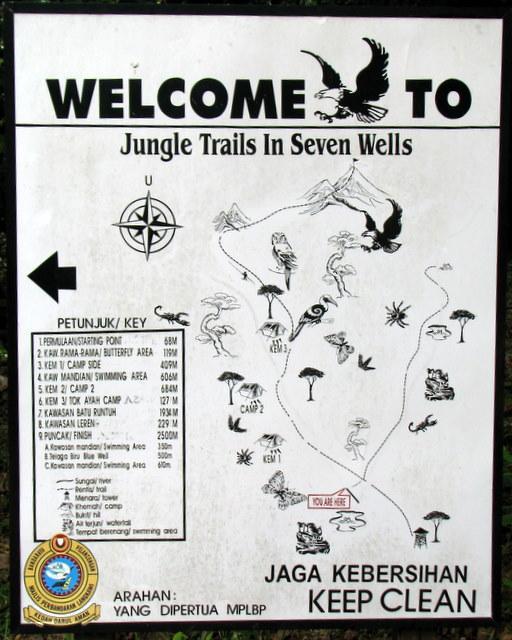 WELCOME TO
Jungle Trails In Seven Wells
U
PETUNJUK/ KEY
1. PERMULAAN/STARTING POINT 68M
2. KAW. RAMA-RAMA/ BUTTERFLY AREA 119M
3. KEM 1/ CAMP SIDE 409M
4. KAW MANDIAN/ SWIMMING AREA 606M
5. KEM 2/ CAMP 2 684M
6. KEM 3/ TOK AYAH CAMP 127 M
7. KAWASAN BATU RUNTUH 1934M
8. KAWASAN LEREN- 229 M
9. PUNCAK/ FINISH 2500M
A. Kawasan mandian/ Swimming Area 350m
B. Telaga Biru Blue Well 500m
C. Kawasan mandian/ Swimming Area 610m
Sungai/ river
Rentis/ trail
Menara/ tower
Khemah/ camp
Bukit/ hil
Air terjun/ waterfall
Tempat berenang/ swimming area
KEM 3
CAMP 2
KEM 1
YOU ARE HERE
JAGA KEBERSIHAN
KEEP CLEAN
ARAHAN:
YANG DIPERTUA MPLBP
KEDAH DARUL AMAN